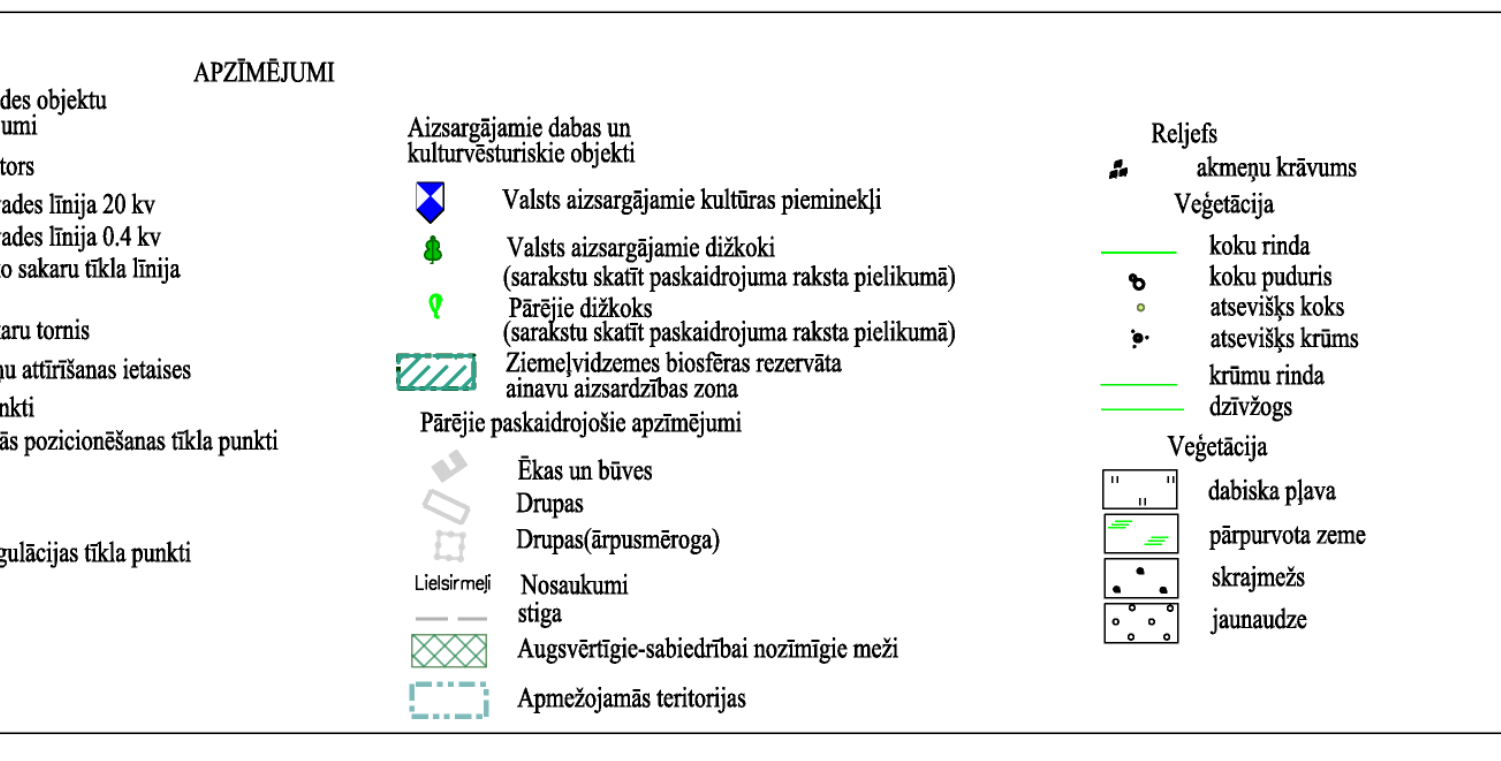 APZĪMĒJUMI
des objektu
umi
tors
ades līnija 20 kv
ades līnija 0.4 kv
o sakaru tīkla līnija
aru tornis
u attīrīšanas ietaises
nkti
ās pozicionēšanas tīkla punkti
gulācijas tīkla punkti
Aizsargājamie dabas un
kulturvēsturiskie objekti
Valsts aizsargājamie kultūras pieminekļi
Valsts aizsargājamie dižkoki
(sarakstu skatīt paskaidrojuma raksta pielikumā)
Pārējie dižkoks
(sarakstu skatīt paskaidrojuma raksta pielikumā)
Ziemeļvidzemes biosfēras rezervāta
ainavu aizsardzības zona
Pārējie paskaidrojošie apzīmējumi
Ēkas un būves
Drupas
Drupas(ārpusmēroga)
Lielsirmeļi Nosaukumi
stiga
Augsvērtīgie-sabiedrībai nozīmīgie meži
Apmežojamās teritorijas
Reljefs
akmeņu krāvums
Veģetācija
koku rinda
koku puduris
atsevišķs koks
atsevišķs krūms
krūmu rinda
dzīvžogs
Veģetācija
dabiska pļava
pārpurvota zeme
skrajmežs
jaunaudze